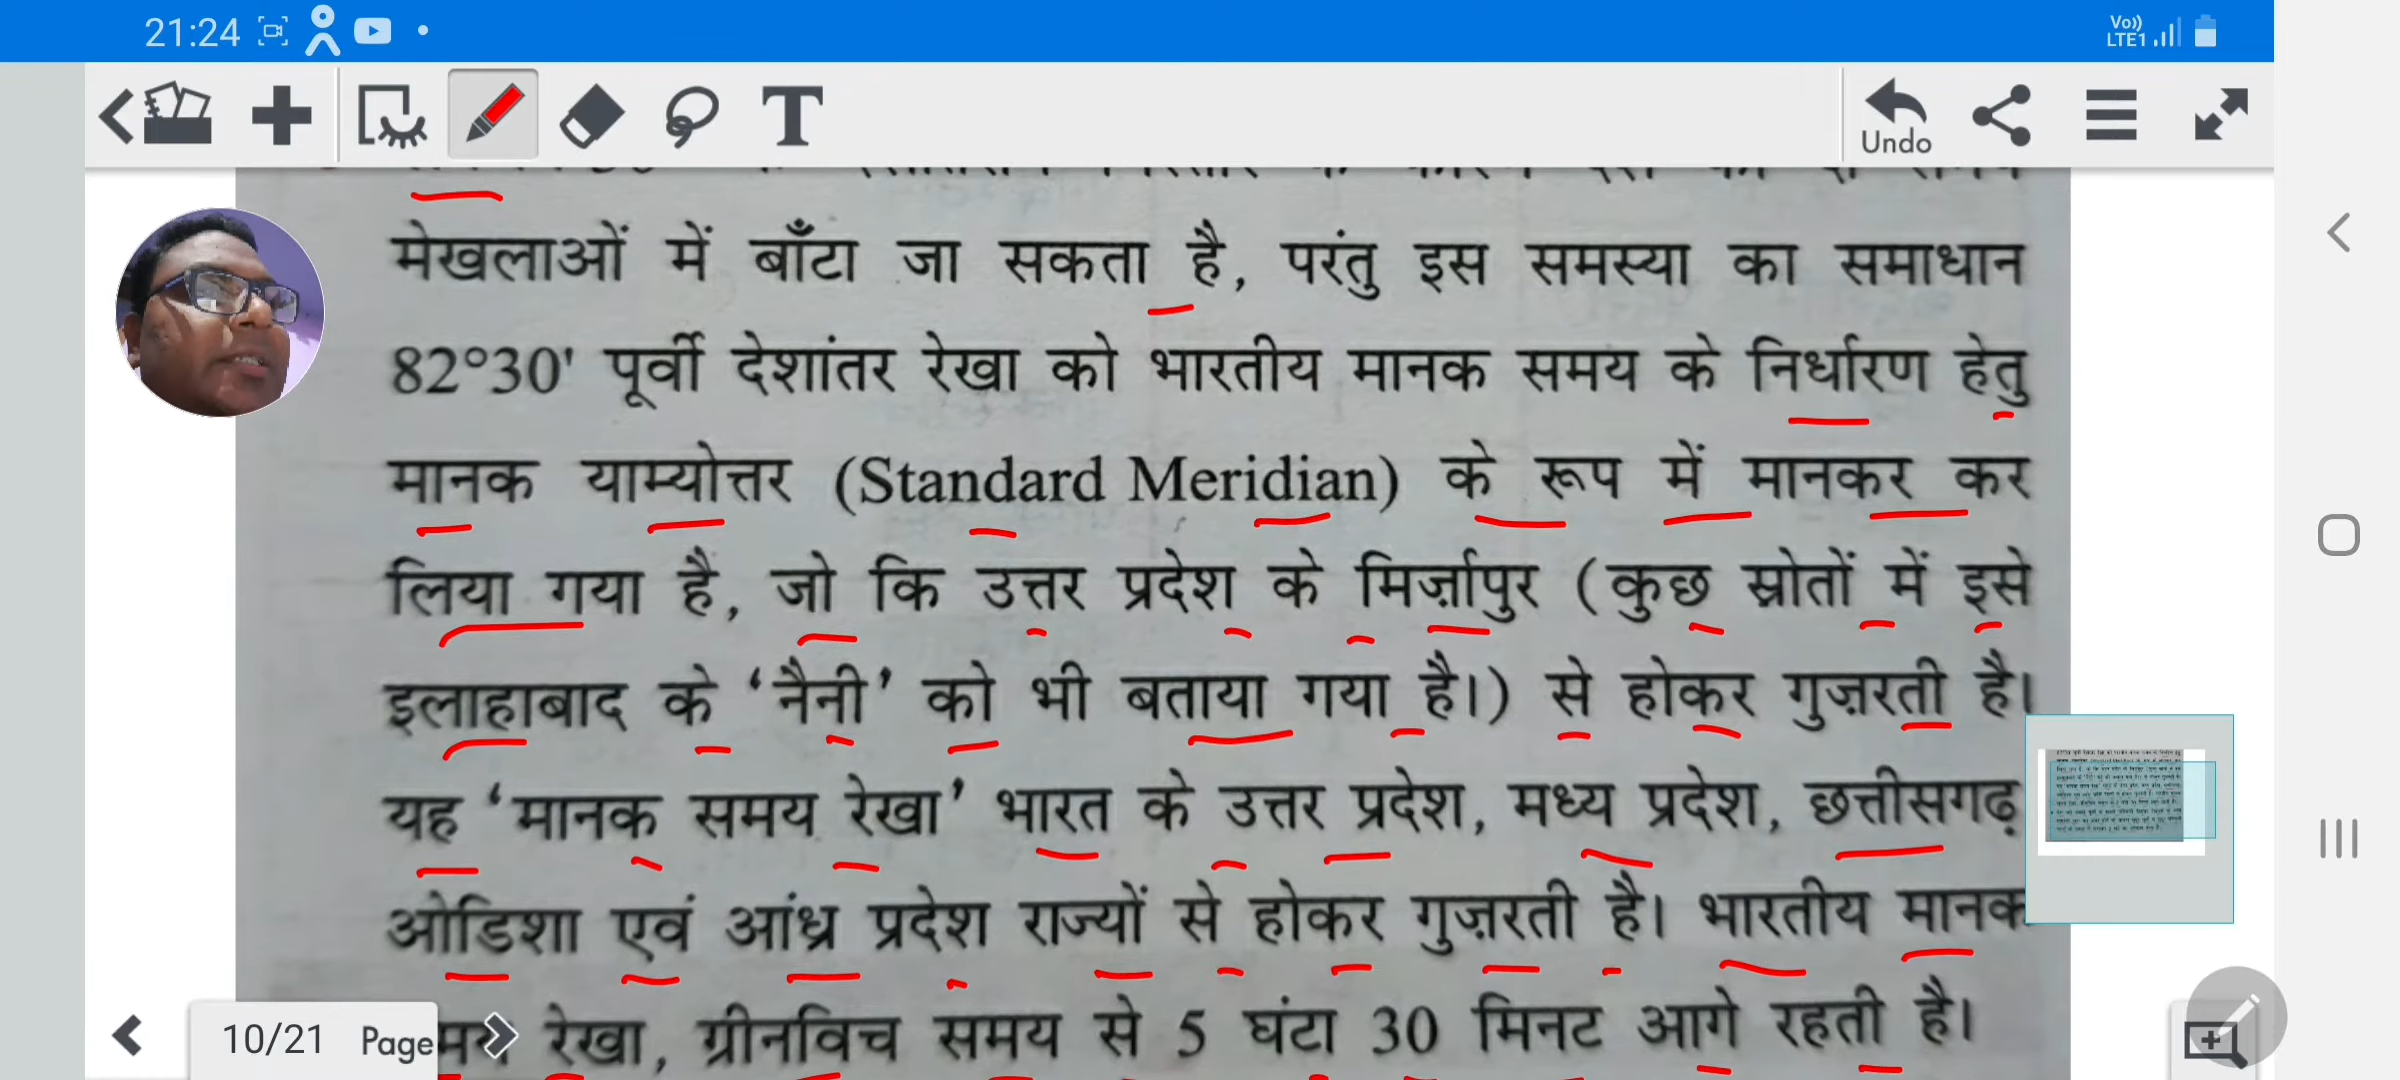 21:24
Vo))
LTE1
Undo
मेखलाओं में बाँटा जा सकता है, परंतु इस समस्या का समाधान
82°30' पूर्वी देशांतर रेखा को भारतीय मानक समय के निर्धारण हेतु
मानक याम्योत्तर (Standard Meridian) के रूप में मानकर कर
लिया गया है, जो कि उत्तर प्रदेश के मिर्ज़ापुर (कुछ स्रोतों में इसे
इलाहाबाद के ‘नैनी’ को भी बताया गया है।) से होकर गुज़रती है।
यह ‘मानक समय रेखा’ भारत के उत्तर प्रदेश, मध्य प्रदेश, छत्तीसगढ़
ओडिशा एवं आंध्र प्रदेश राज्यों से होकर गुज़रती है। भारतीय मानक
रेखा, ग्रीनविच समय से 5 घंटा 30 मिनट आगे रहती है।
10/21 Page